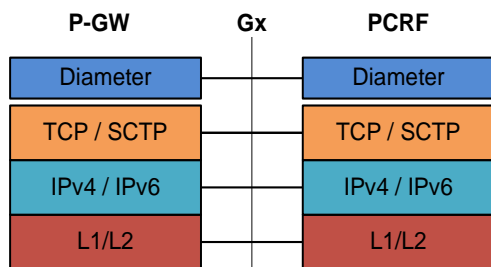 P-GW Gx PCRF
Diameter Diameter
TCP / SCTP TCP / SCTP
IPv4 / IPv6 IPv4 / IPv6
L1/L2 L1/L2